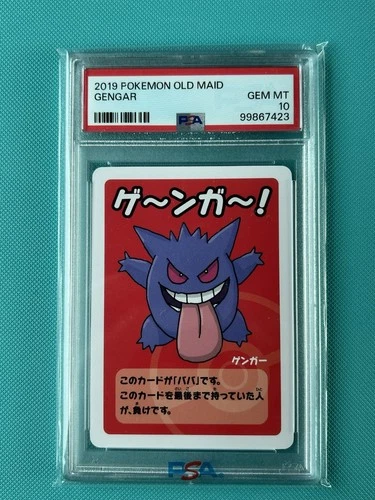 2019 POKEMON OLD MAID
GENGAR
GEM MT
10
PSA
99867423
ゲ〜ンガ〜!
ゲンガー
このカードが「ババ」です。
このカードを最後まで持っていた人
が、負けです。
PSA